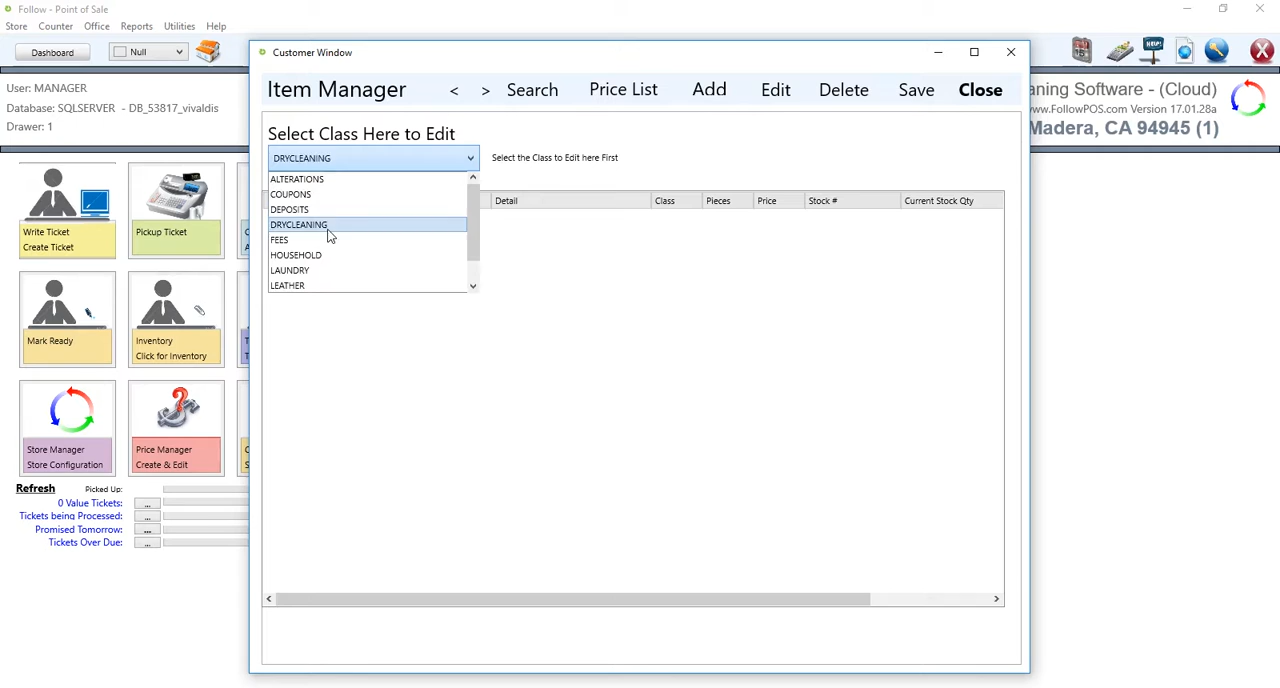 Follow - Point of Sale
Store Counter Office Reports Utilities Help
Dashboard Null
HELP!
User: MANAGER
Database: SQLSERVER - DB_53817_vivaldis
Drawer: 1
aning Software - (Cloud)
ww.FollowPOS.com Version 17.01.28a
Madera, CA 94945 (1)
Write Ticket
Create Ticket
Pickup Ticket
Mark Ready
Inventory
Click for Inventory
Store Manager
Store Configuration
Price Manager
Create & Edit
Refresh Picked Up:
0 Value Tickets: ...
Tickets being Processed: ...
Promised Tomorrow: ...
Tickets Over Due: ...
Customer Window
Item Manager < > Search Price List Add Edit Delete Save Close
Select Class Here to Edit
DRYCLEANING Select the Class to Edit here First
ALTERATIONS
COUPONS
DEPOSITS
DRYCLEANING
FEES
HOUSEHOLD
LAUNDRY
LEATHER
Detail Class Pieces Price Stock # Current Stock Qty